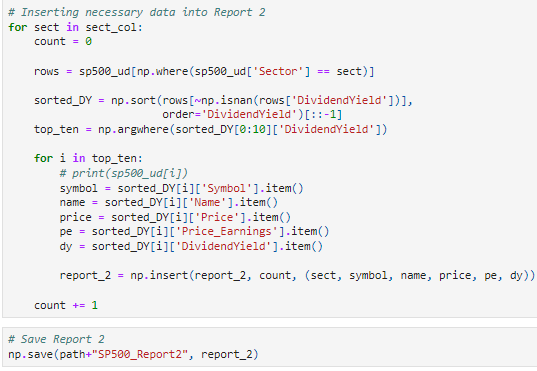 # Inserting necessary data into Report 2
for sect in sect_col:
    count = 0

    rows = sp500_ud[np.where(sp500_ud['Sector'] == sect)]

    sorted_DY = np.sort(rows[~np.isnan(rows['DividendYield'])],
                        order='DividendYield')[::-1]
    top_ten = np.argwhere(sorted_DY[0:10]['DividendYield'])

    for i in top_ten:
        # print(sp500_ud[i])
        symbol = sorted_DY[i]['Symbol'].item()
        name = sorted_DY[i]['Name'].item()
        price = sorted_DY[i]['Price'].item()
        pe = sorted_DY[i]['Price_Earnings'].item()
        dy = sorted_DY[i]['DividendYield'].item()

        report_2 = np.insert(report_2, count, (sect, symbol, name, price, pe, dy))

    count += 1

# Save Report 2
np.save(path+"SP500_Report2", report_2)